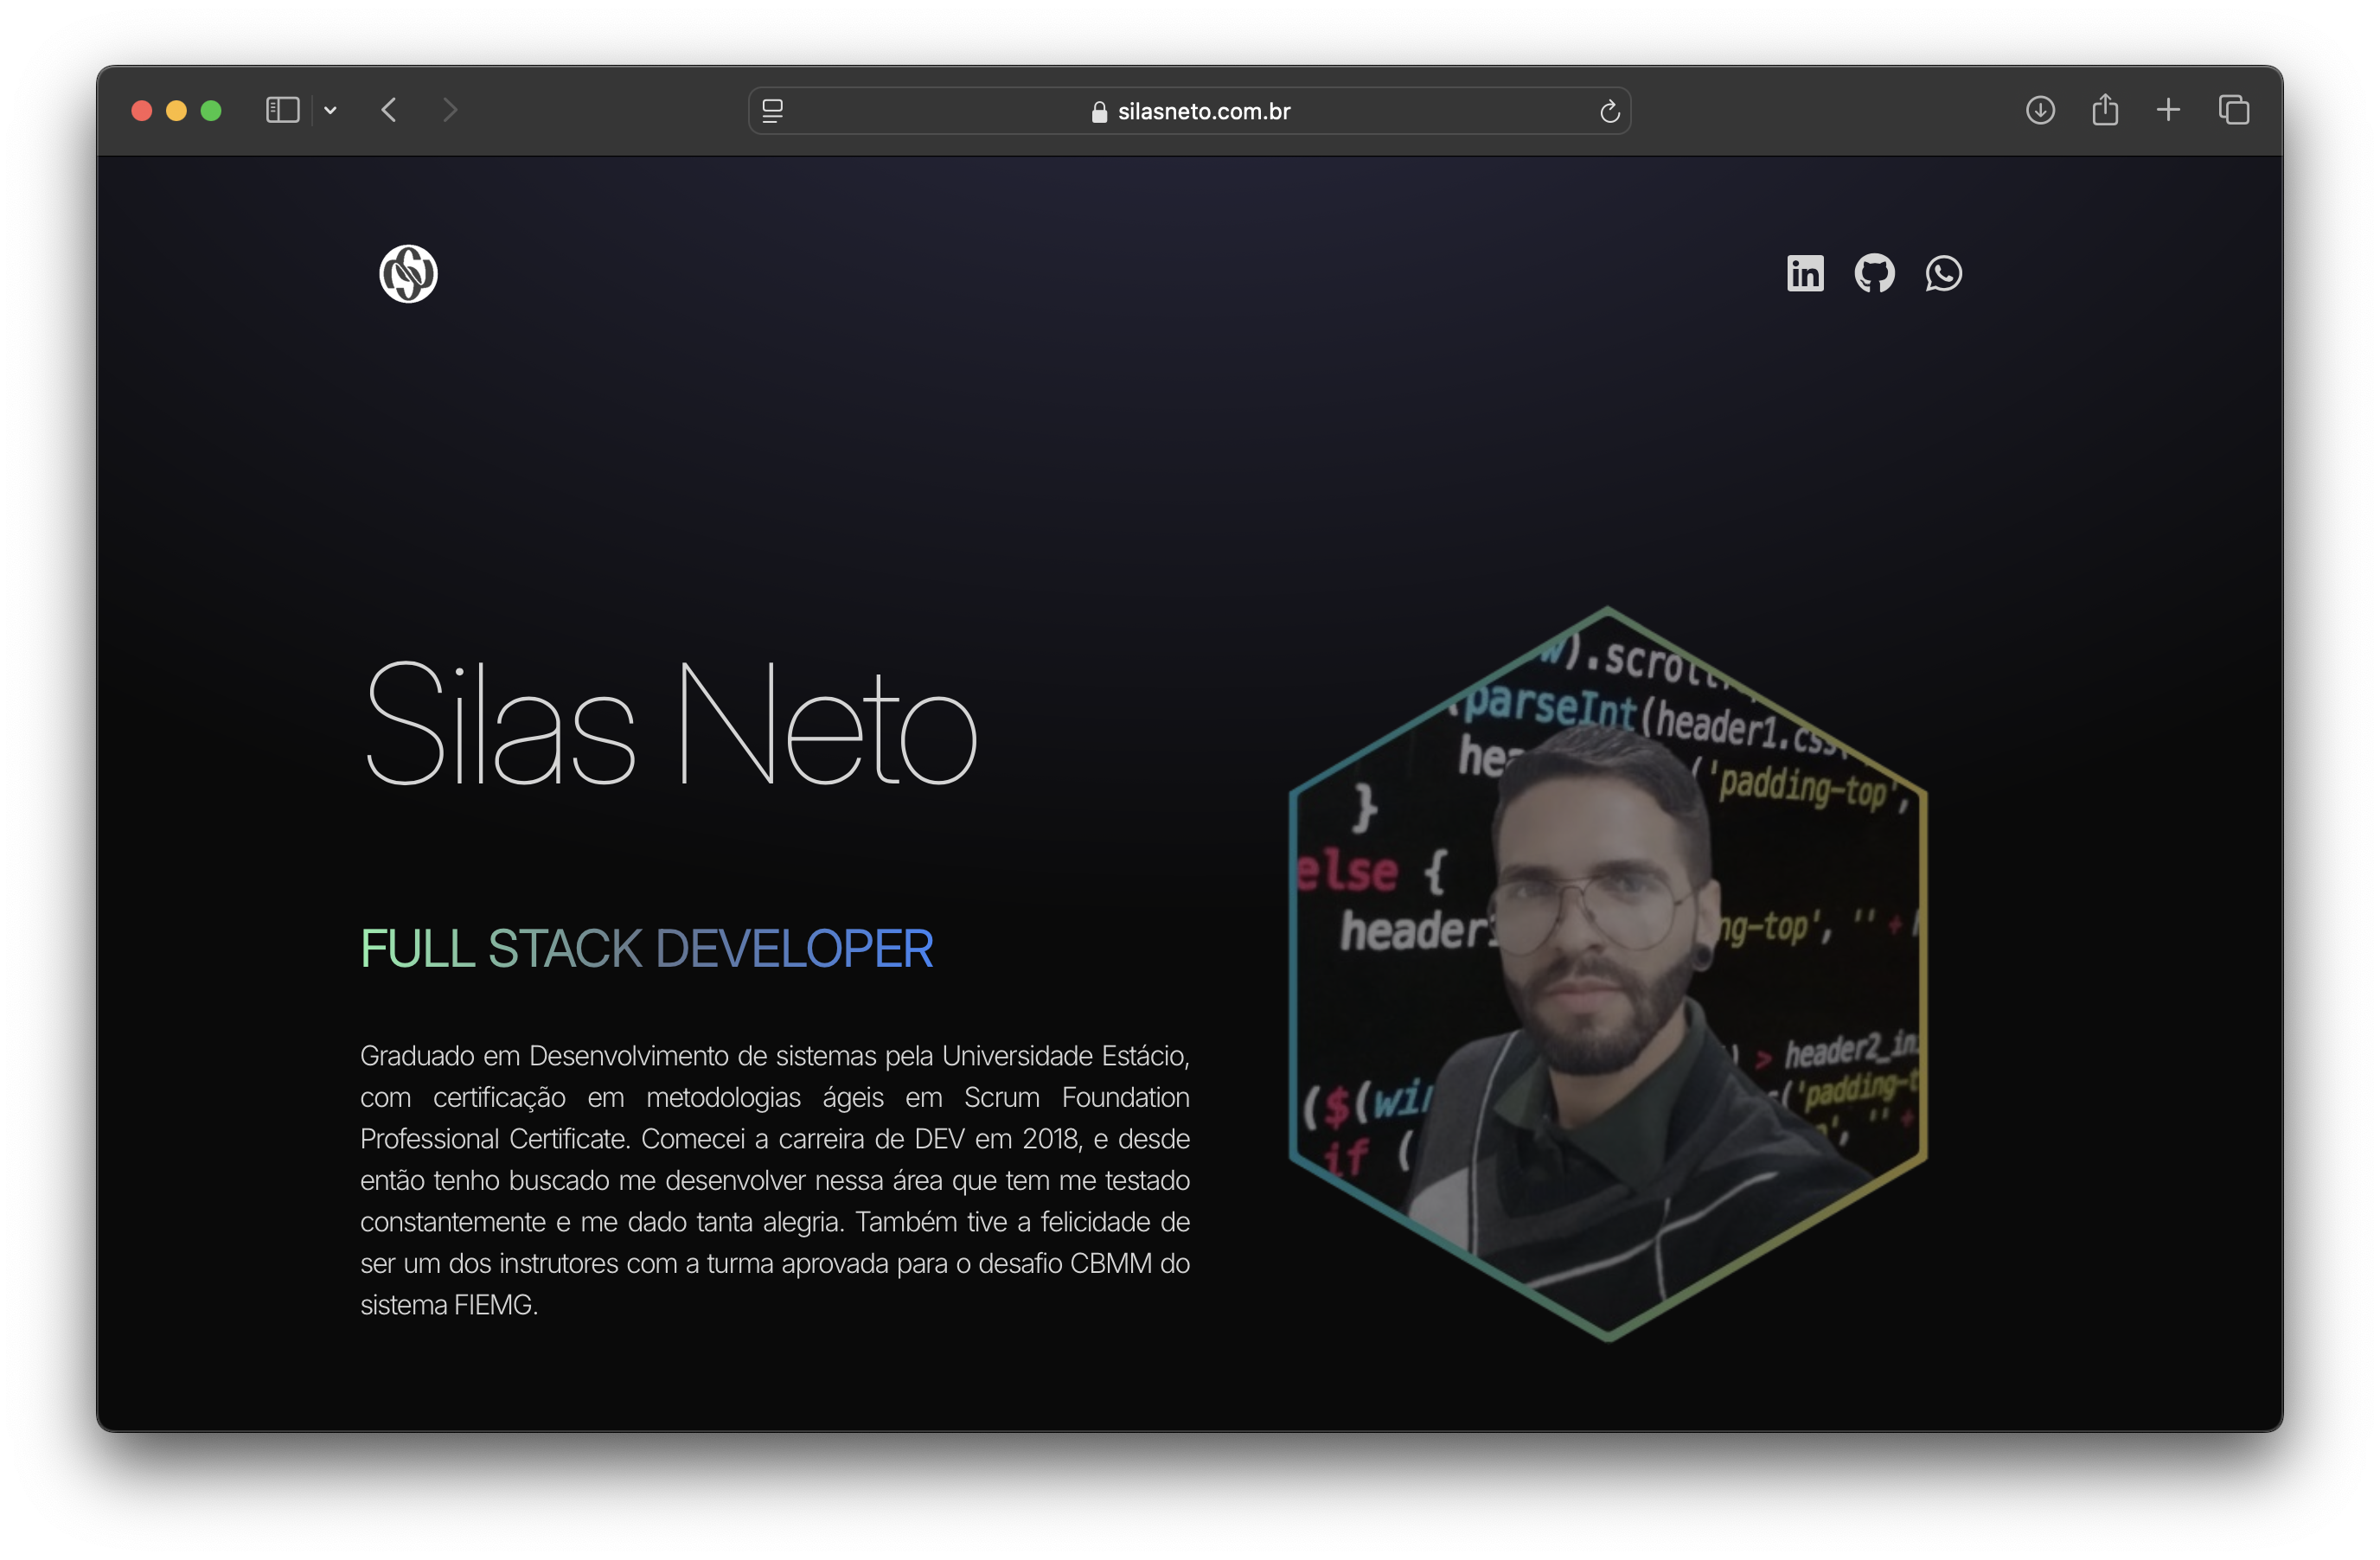 silasneto.com.br
in
Silas Neto
FULL STACK DEVELOPER
Graduado em Desenvolvimento de sistemas pela Universidade Estácio,
com certificação em metodologias ágeis em Scrum Foundation
Professional Certificate. Comecei a carreira de DEV em 2018, e desde
então tenho buscado me desenvolver nessa área que tem me testado
constantemente e me dado tanta alegria. Também tive a felicidade de
ser um dos instrutores com a turma aprovada para o desafio CBMM do
sistema FIEMG.
).scroll
parseInt(header1.css(
'padding-top',
}
else {
header
ng-top', '' +
) > header2_in
($(wi
('padding-t
if (